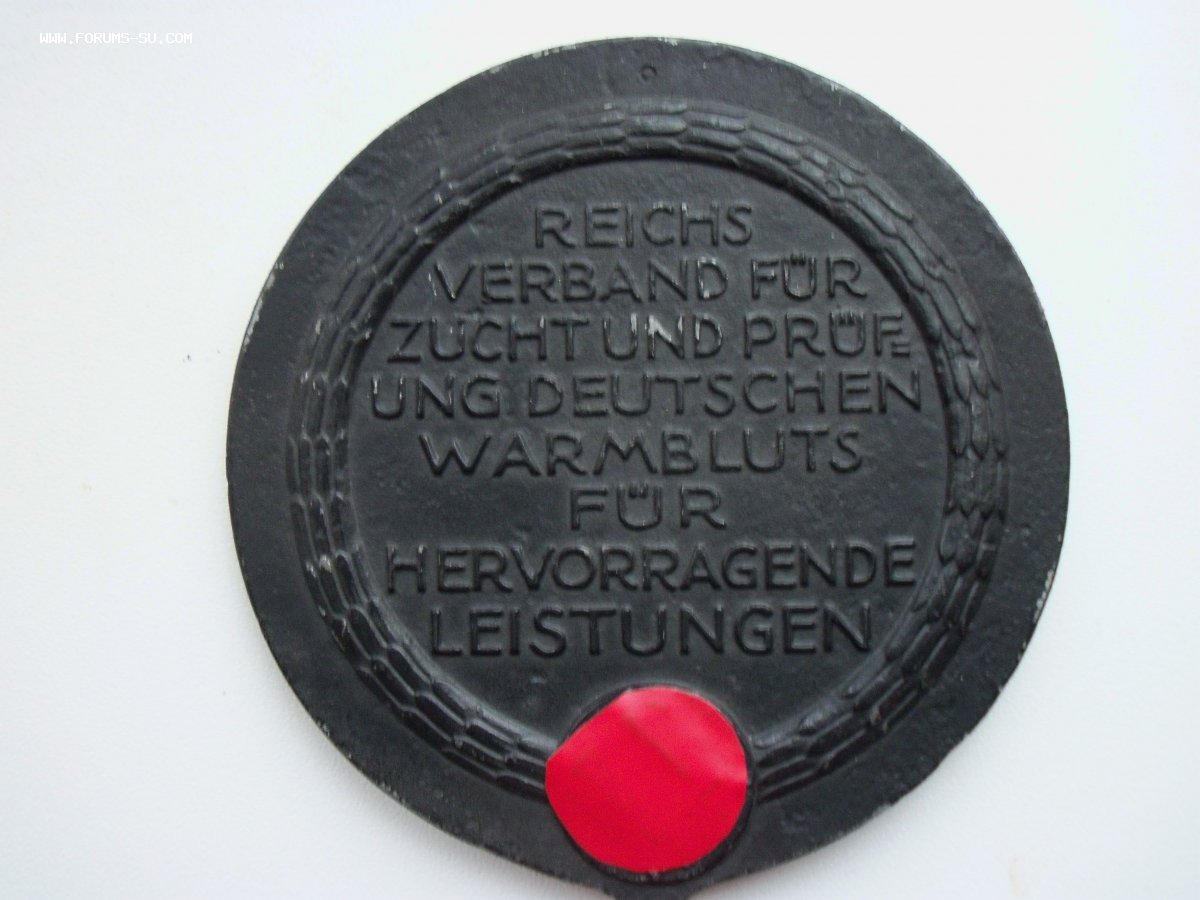 WWW.FORUMS-SU.COM
REICHS
VERBAND FÜR
ZUCHT UND PRÜF=
UNG DEUTSCHEN
WARMBLUTS
FÜR
HERVORRAGENDE
LEISTUNGEN